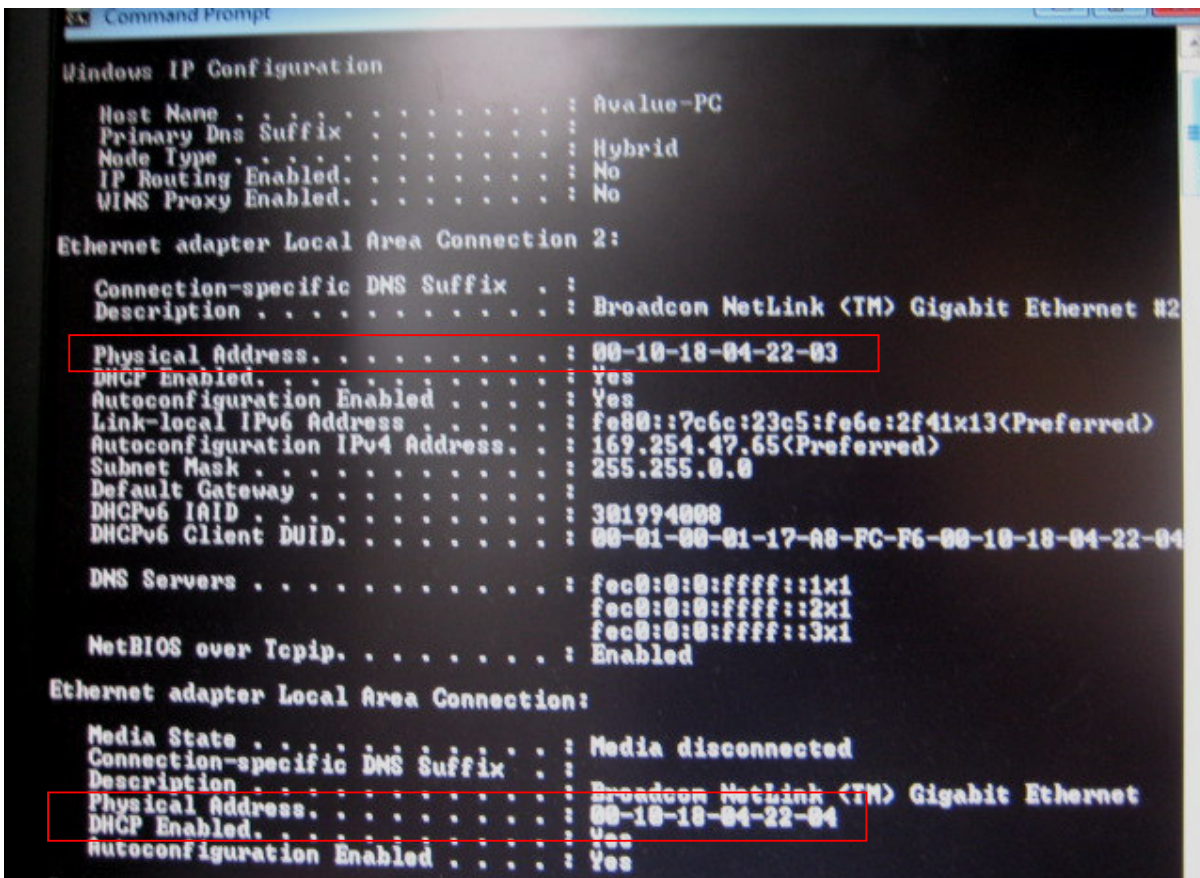 Command Prompt
Windows IP Configuration
Host Name . . . . . . . . . . . . : Avalue-PC
Primary Dns Suffix  . . . . . . . :
Node Type . . . . . . . . . . . . : Hybrid
IP Routing Enabled. . . . . . . . : No
WINS Proxy Enabled. . . . . . . . : No
Ethernet adapter Local Area Connection 2:
Connection-specific DNS Suffix  . :
Description . . . . . . . . . . . : Broadcom NetLink (TM) Gigabit Ethernet #2
Physical Address. . . . . . . . . : 00-10-18-04-22-03
DHCP Enabled. . . . . . . . . . . : Yes
Autoconfiguration Enabled . . . . : Yes
Link-local IPv6 Address . . . . . : fe80::7c6c:23c5:fe6e:2f41%13(Preferred)
Autoconfiguration IPv4 Address. . : 169.254.47.65(Preferred)
Subnet Mask . . . . . . . . . . . : 255.255.0.0
Default Gateway . . . . . . . . . :
DHCPv6 IAID . . . . . . . . . . . : 301994008
DHCPv6 Client DUID. . . . . . . . : 00-01-00-01-17-A8-FC-F6-00-10-18-04-22-04
DNS Servers . . . . . . . . . . . : fec0:0:0:ffff::1%1
fec0:0:0:ffff::2%1
fec0:0:0:ffff::3%1
NetBIOS over Tcpip. . . . . . . . : Enabled
Ethernet adapter Local Area Connection:
Media State . . . . . . . . . . . : Media disconnected
Connection-specific DNS Suffix  . :
Description . . . . . . . . . . . : Broadcom NetLink (TM) Gigabit Ethernet
Physical Address. . . . . . . . . : 00-10-18-04-22-04
DHCP Enabled. . . . . . . . . . . : Yes
Autoconfiguration Enabled . . . . : Yes